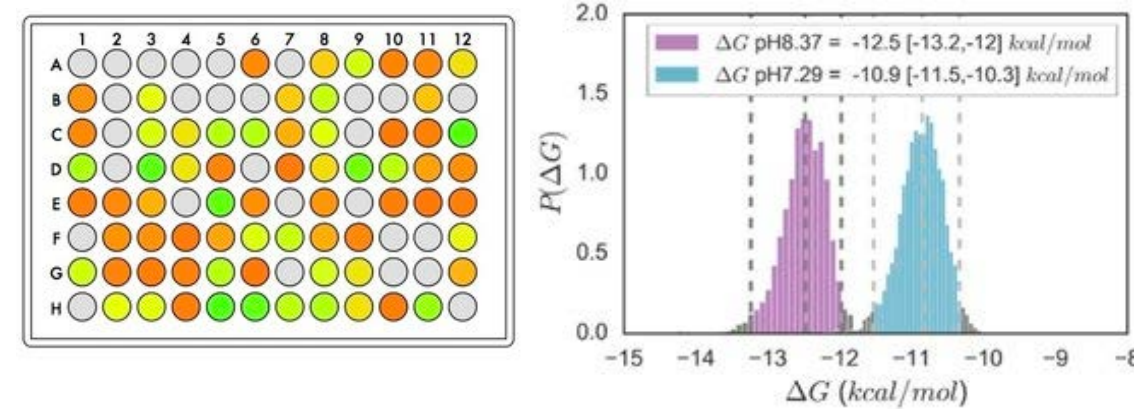 1 2 3 4 5 6 7 8 9 10 11 12
A
B
C
D
E
F
G
H
2.0
1.5
1.0
0.5
0.0
P(ΔG)
ΔG pH8.37 = -12.5 [-13.2,-12] kcal/mol
ΔG pH7.29 = -10.9 [-11.5,-10.3] kcal/mol
−15 −14 −13 −12 −11 −10 −9 −8
ΔG (kcal/mol)